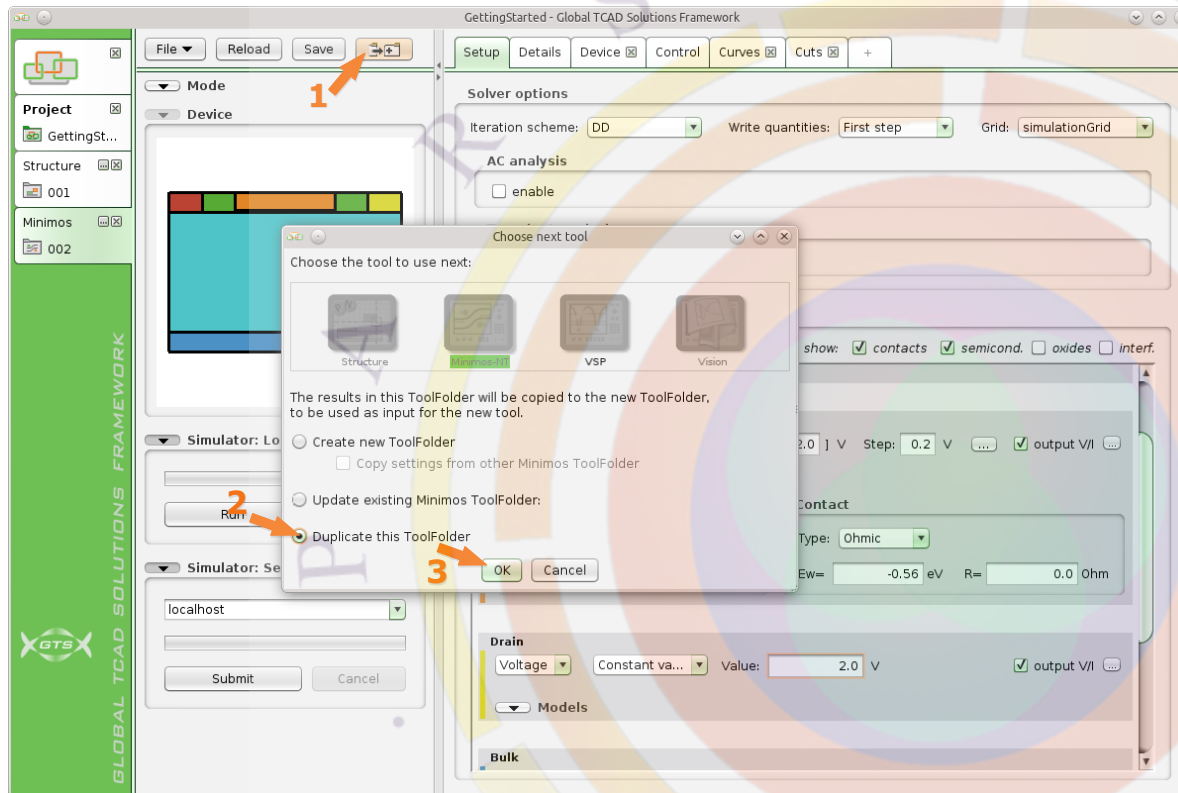 GettingStarted - Global TCAD Solutions Framework
File Reload Save
Setup Details Device Control Curves Cuts +
1
Mode
Device
Project
GettingSt...
Structure
001
Minimos
002
Solver options
Iteration scheme: DD Write quantities: First step Grid: simulationGrid
AC analysis
enable
Choose next tool
Choose the tool to use next:
Structure Minimos-NT VSP Vision
The results in this ToolFolder will be copied to the new ToolFolder,
to be used as input for the new tool.
Create new ToolFolder
Copy settings from other Minimos ToolFolder
Update existing Minimos ToolFolder:
2
Duplicate this ToolFolder
3
OK Cancel
show: contacts semicond. oxides interf.
2.0 ] V Step: 0.2 V ... output V/I ...
Contact
Type: Ohmic
Ew= -0.56 eV R= 0.0 Ohm
Simulator: Lo
Run
Simulator: Se
localhost
Submit Cancel
Drain
Voltage Constant va... Value: 2.0 V output V/I ...
Models
Bulk
GTS
GLOBAL TCAD SOLUTIONS FRAMEWORK
P A R S